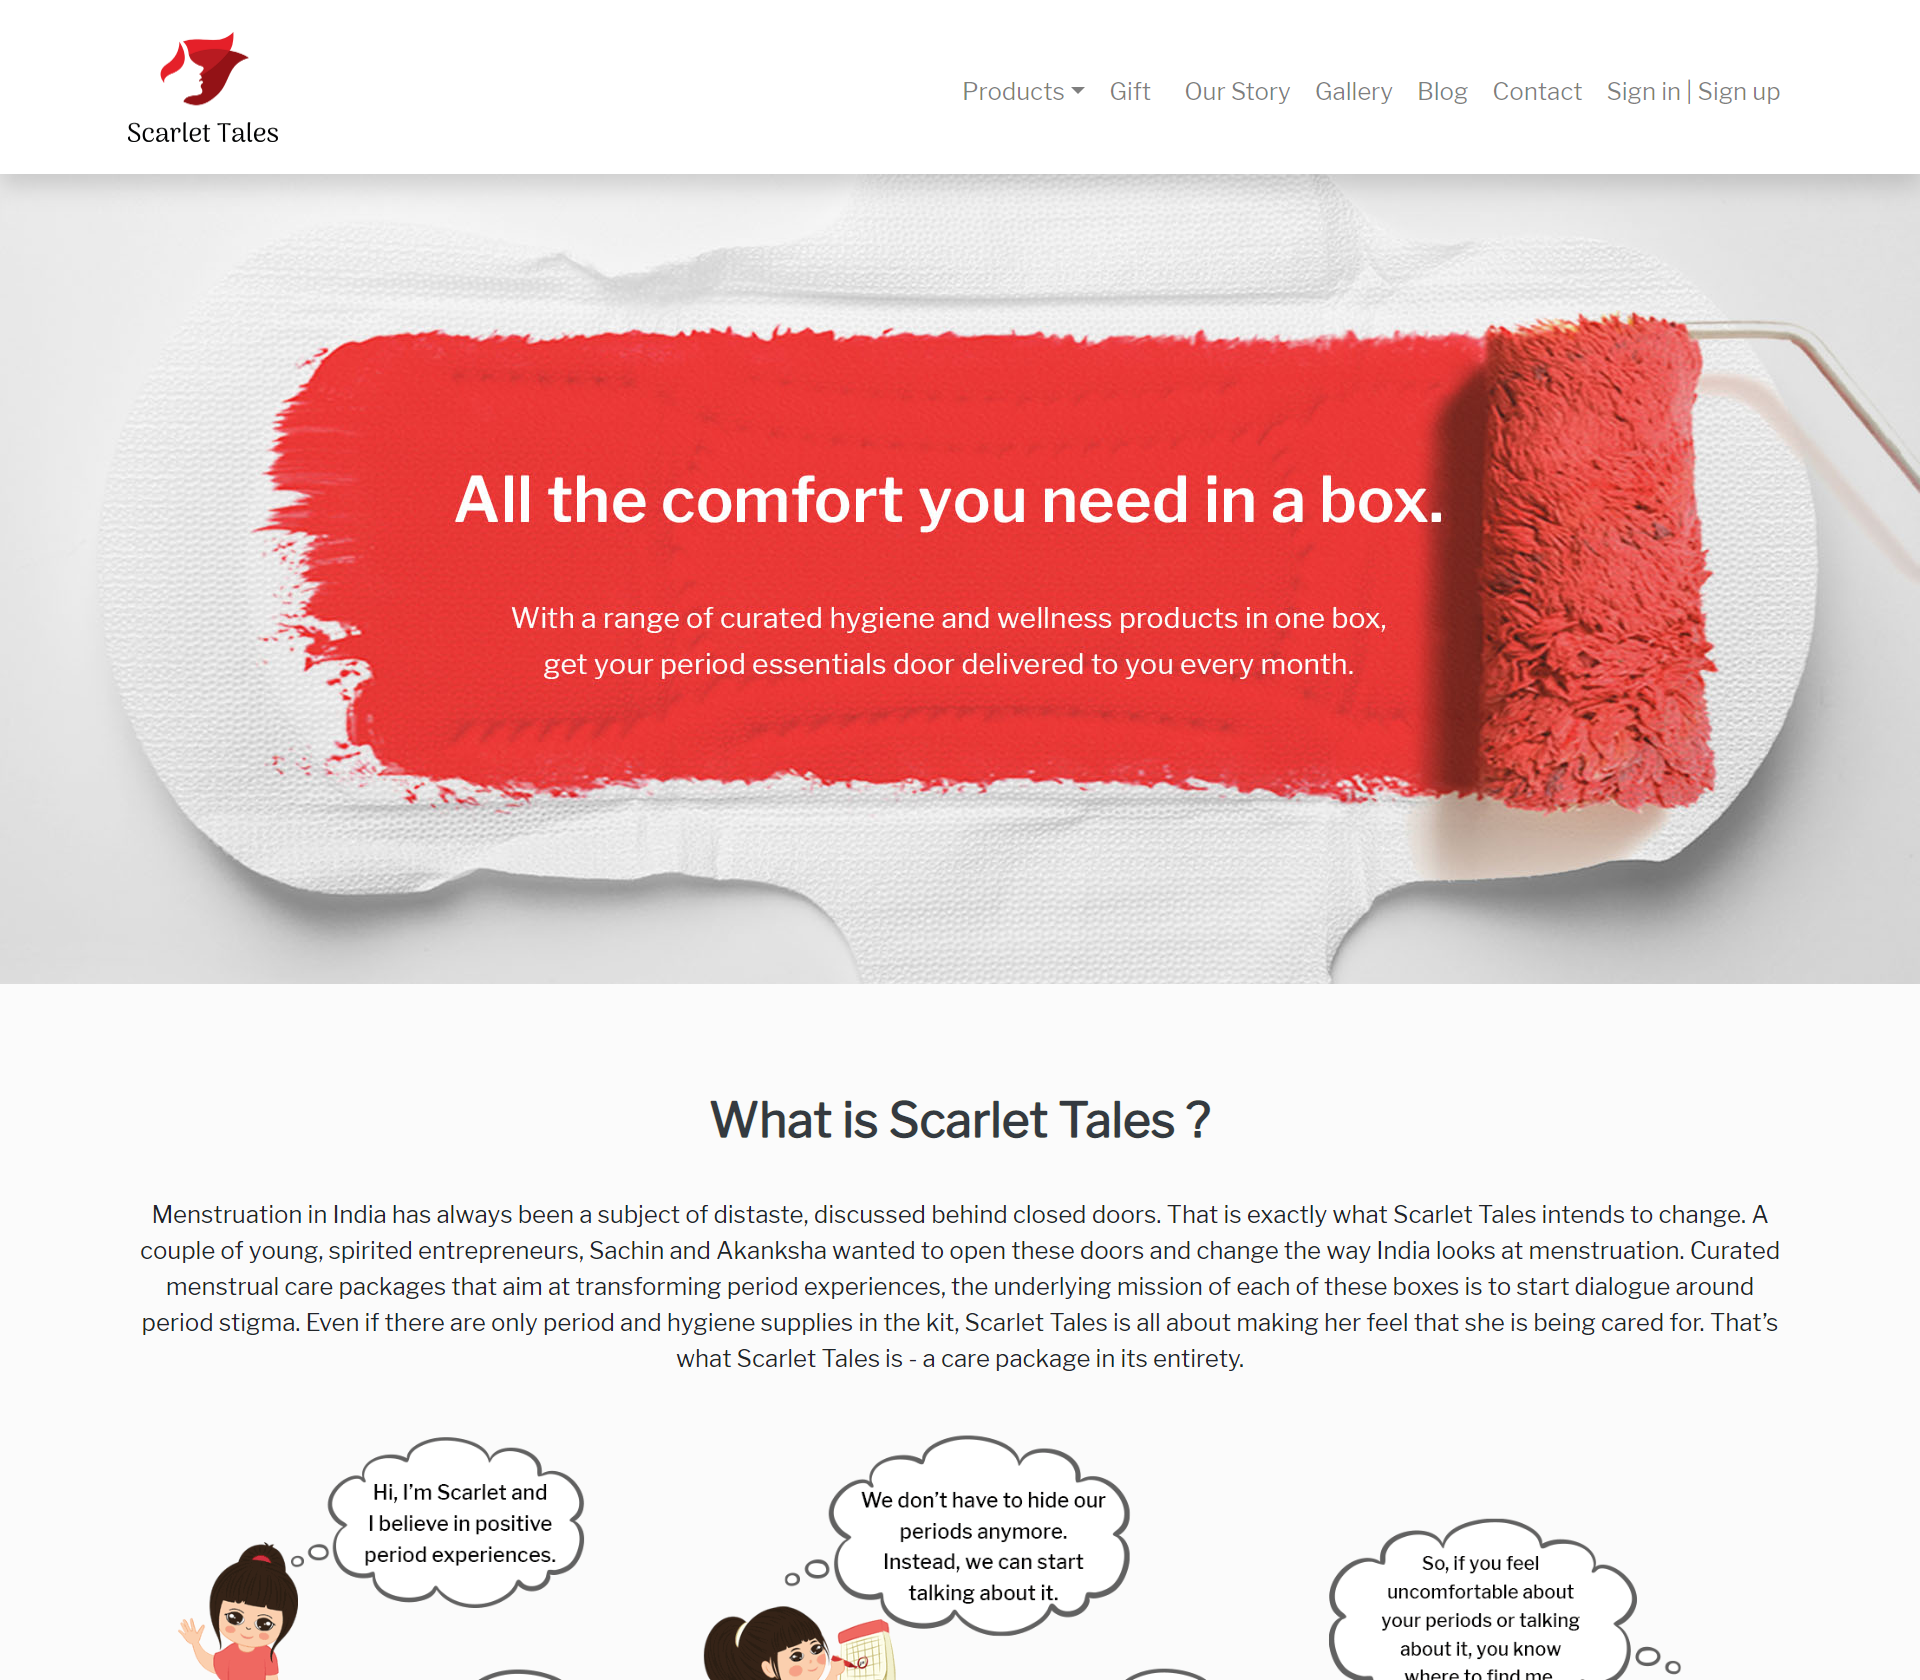 Scarlet Tales
Products Gift Our Story Gallery Blog Contact Sign in | Sign up
All the comfort you need in a box.
With a range of curated hygiene and wellness products in one box,
get your period essentials door delivered to you every month.
What is Scarlet Tales ?
Menstruation in India has always been a subject of distaste, discussed behind closed doors. That is exactly what Scarlet Tales intends to change. A
couple of young, spirited entrepreneurs, Sachin and Akanksha wanted to open these doors and change the way India looks at menstruation. Curated
menstrual care packages that aim at transforming period experiences, the underlying mission of each of these boxes is to start dialogue around
period stigma. Even if there are only period and hygiene supplies in the kit, Scarlet Tales is all about making her feel that she is being cared for. That’s
what Scarlet Tales is - a care package in its entirety.
Hi, I’m Scarlet and
I believe in positive
period experiences.
We don’t have to hide our
periods anymore.
Instead, we can start
talking about it.
So, if you feel
uncomfortable about
your periods or talking
about it, you know
where to find me